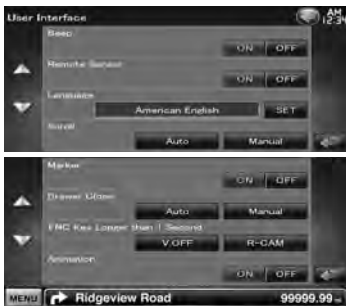 User Interface
AM
12:34
Beep
ON OFF
Remote Sensor
ON OFF
Language
American English SET
Scroll
Auto Manual
Marker
ON OFF
Drawer Close
Auto Manual
FNC Key Longer than 1 Second
V.OFF R-CAM
Animation
ON OFF
MENU Ridgeview Road 99999.99